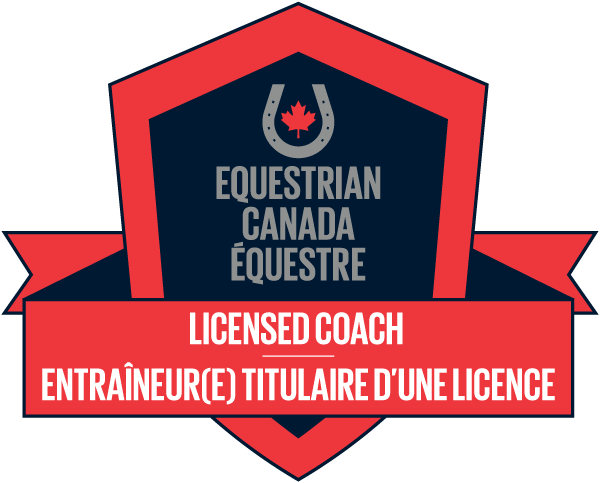 EQUESTRIAN
CANADA
ÉQUESTRE
LICENSED COACH
ENTRAÎNEUR(E) TITULAIRE D'UNE LICENCE